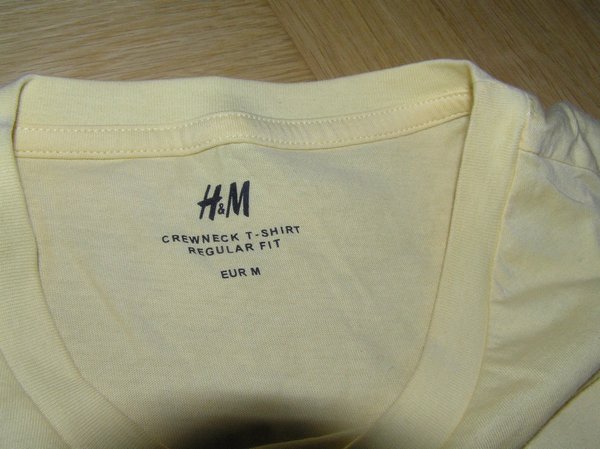 H&M
CREWNECK T-SHIRT
REGULAR FIT
EUR M